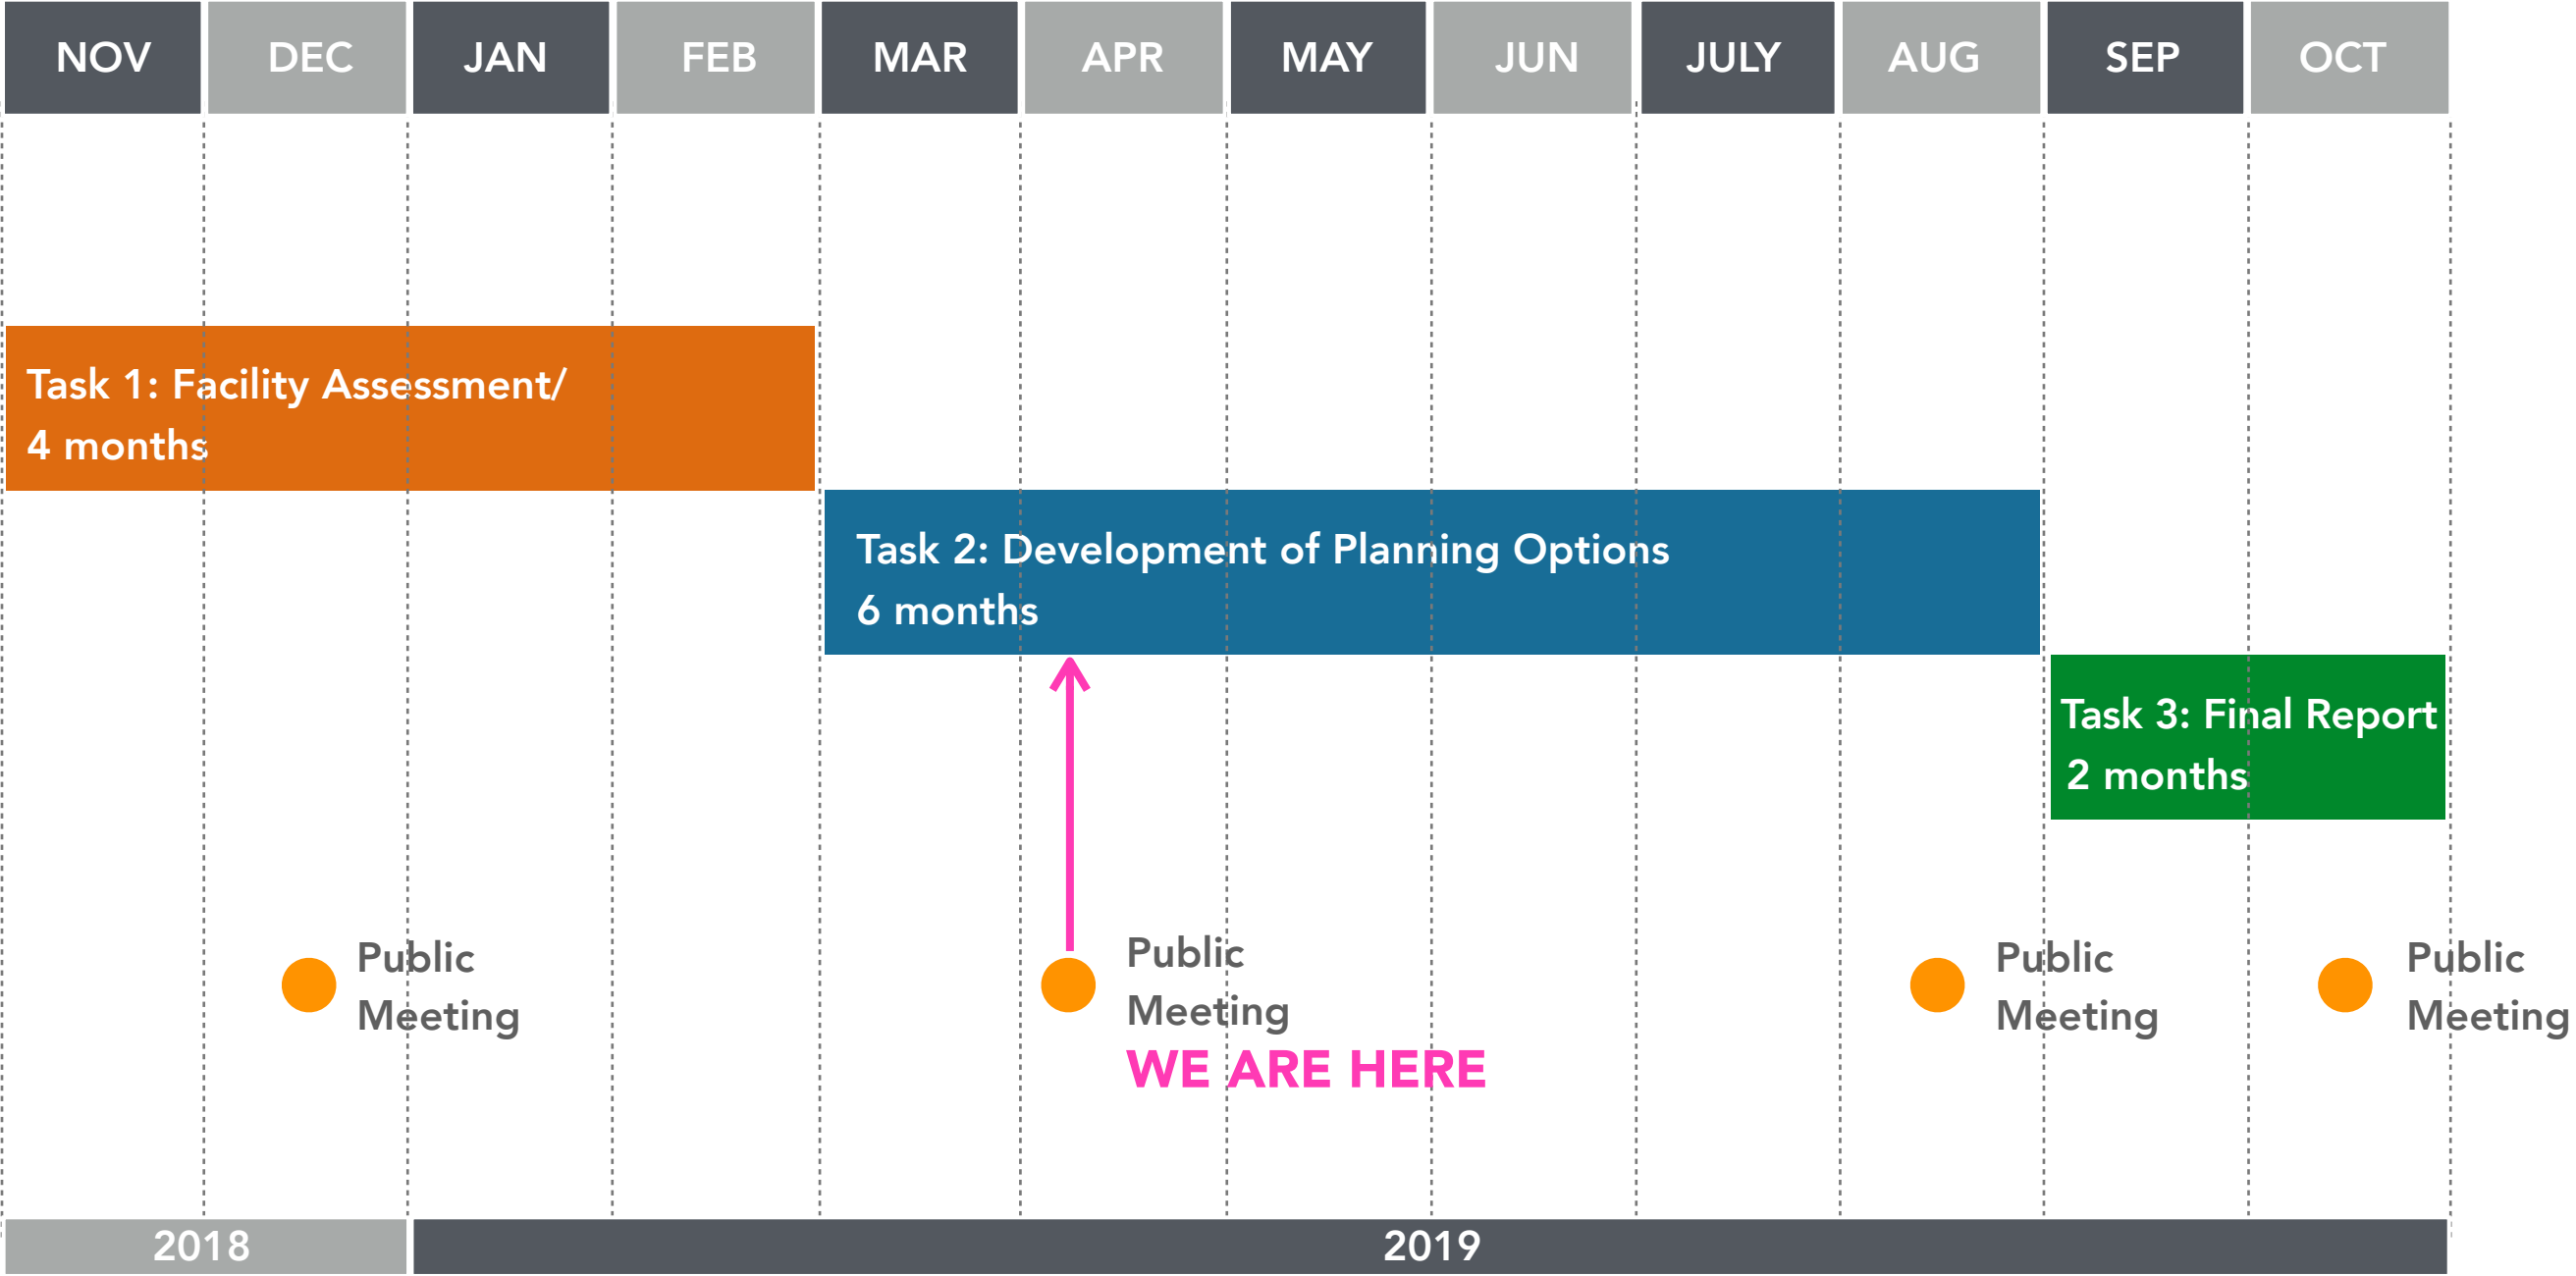 NOV DEC JAN FEB MAR APR MAY JUN JULY AUG SEP OCT
Task 1: Facility Assessment/
4 months
Task 2: Development of Planning Options
6 months
Task 3: Final Report
2 months
Public
Meeting
Public
Meeting
WE ARE HERE
Public
Meeting
Public
Meeting
2018 2019